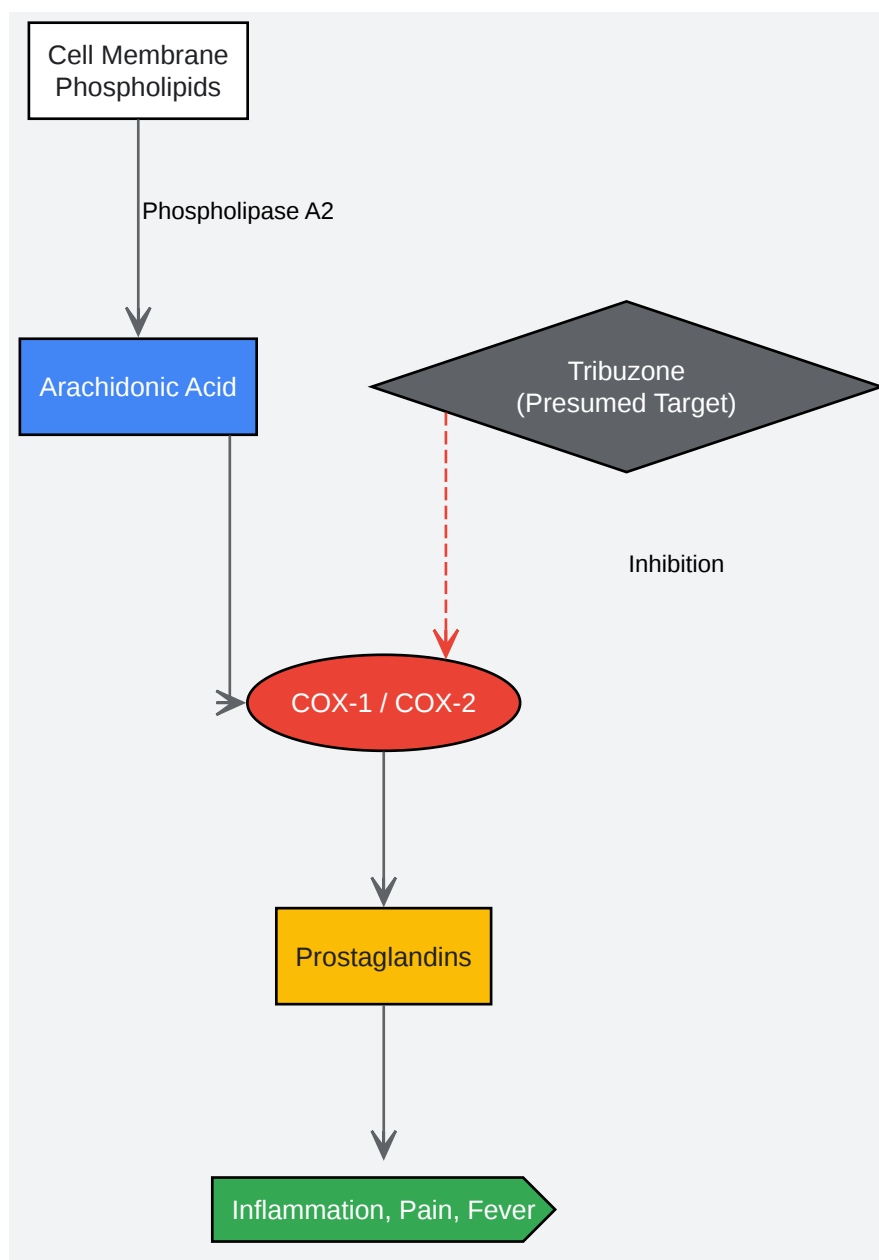 Cell Membrane
Phospholipids
Phospholipase A2
Arachidonic Acid
Tribuzone
(Presumed Target)
Inhibition
COX-1 / COX-2
Prostaglandins
Inflammation, Pain, Fever